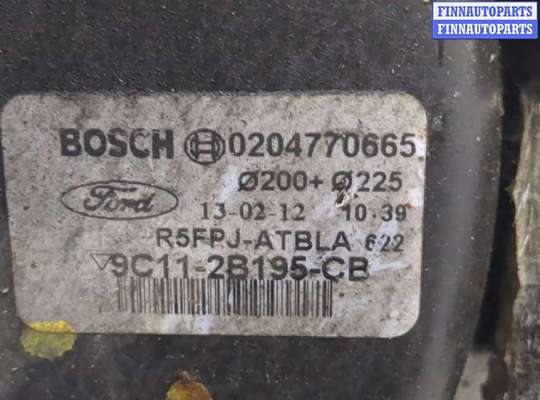 FINNAUTOPARTS
FINNAUTOPARTS
BOSCH 0204770665
Ø200+Ø225
Ford 13-02-12 10.39
R5FPJ-ATBLA 622
9C11-2B195-CB